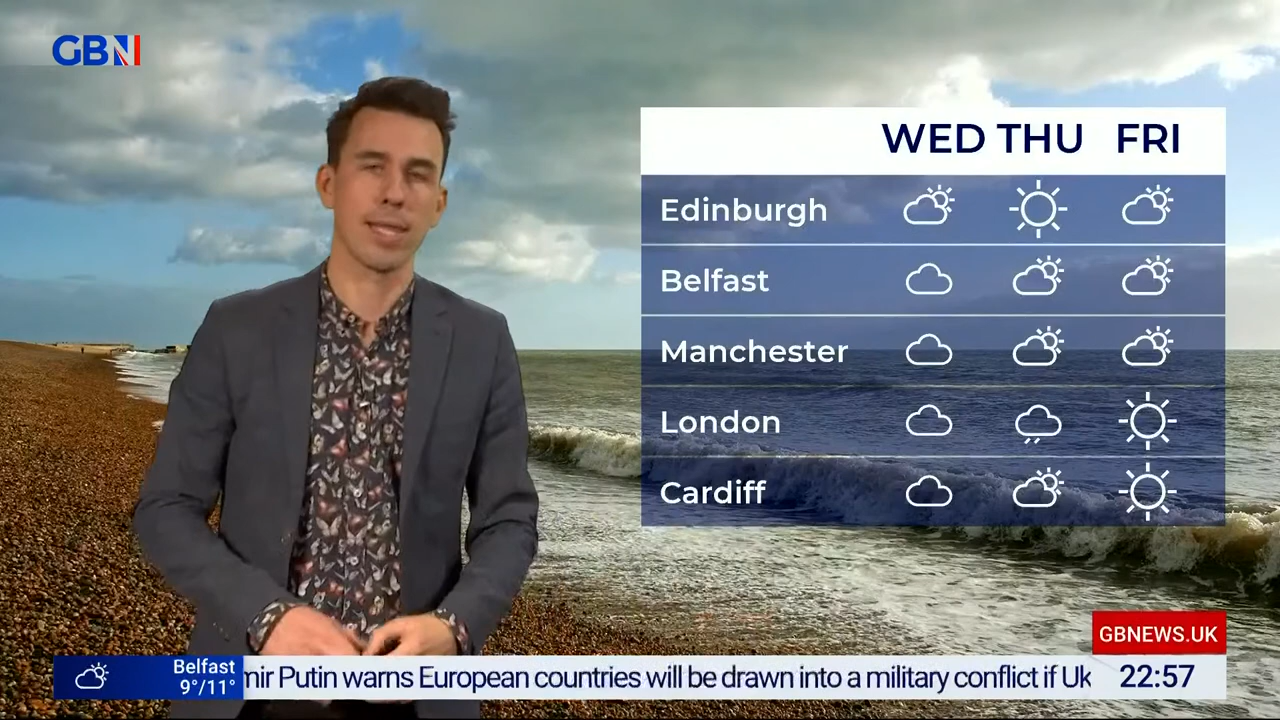 GBN
WED THU FRI
Edinburgh
Belfast
Manchester
London
Cardiff
GBNEWS.UK
Belfast
9°/11°
mir Putin warns European countries will be drawn into a military conflict if Uk
22:57